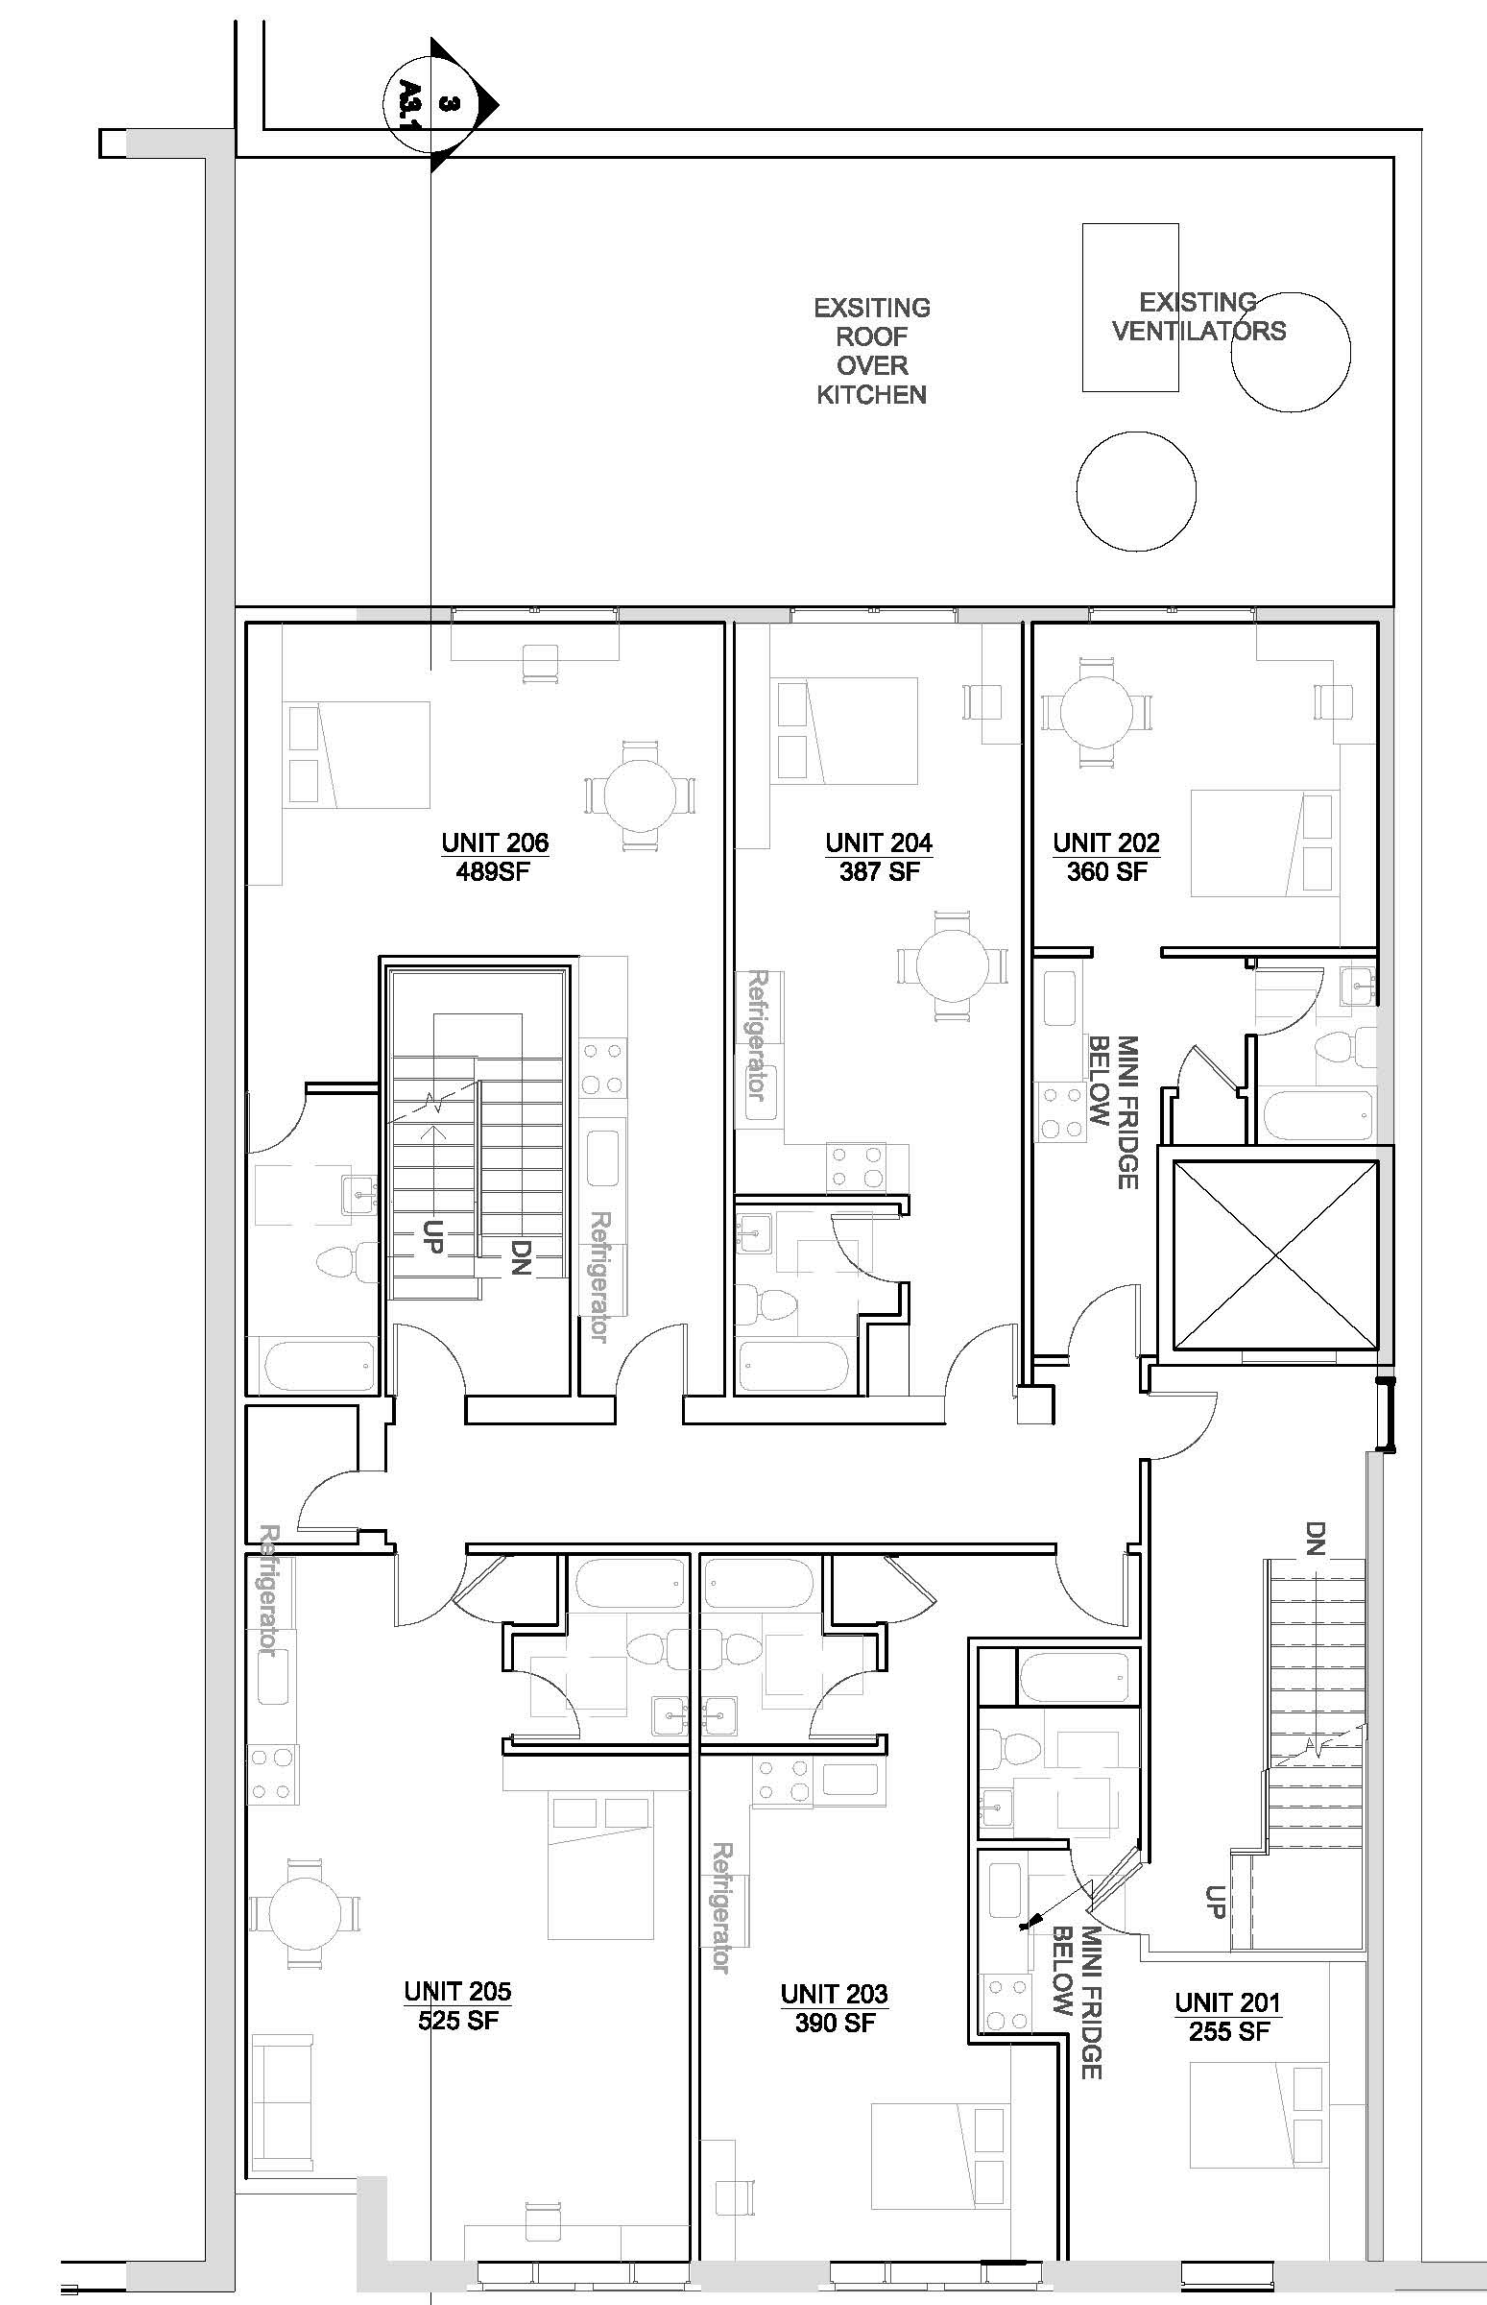 3
A3.1
EXSITING
ROOF
OVER
KITCHEN
EXISTING
VENTILATORS
UNIT 206
489SF
UNIT 204
387 SF
UNIT 202
360 SF
Refrigerator
MINI FRIDGE
BELOW
UP
DN
Refrigerator
Refrigerator
DN
UP
Refrigerator
MINI FRIDGE
BELOW
UNIT 205
525 SF
UNIT 203
390 SF
UNIT 201
255 SF